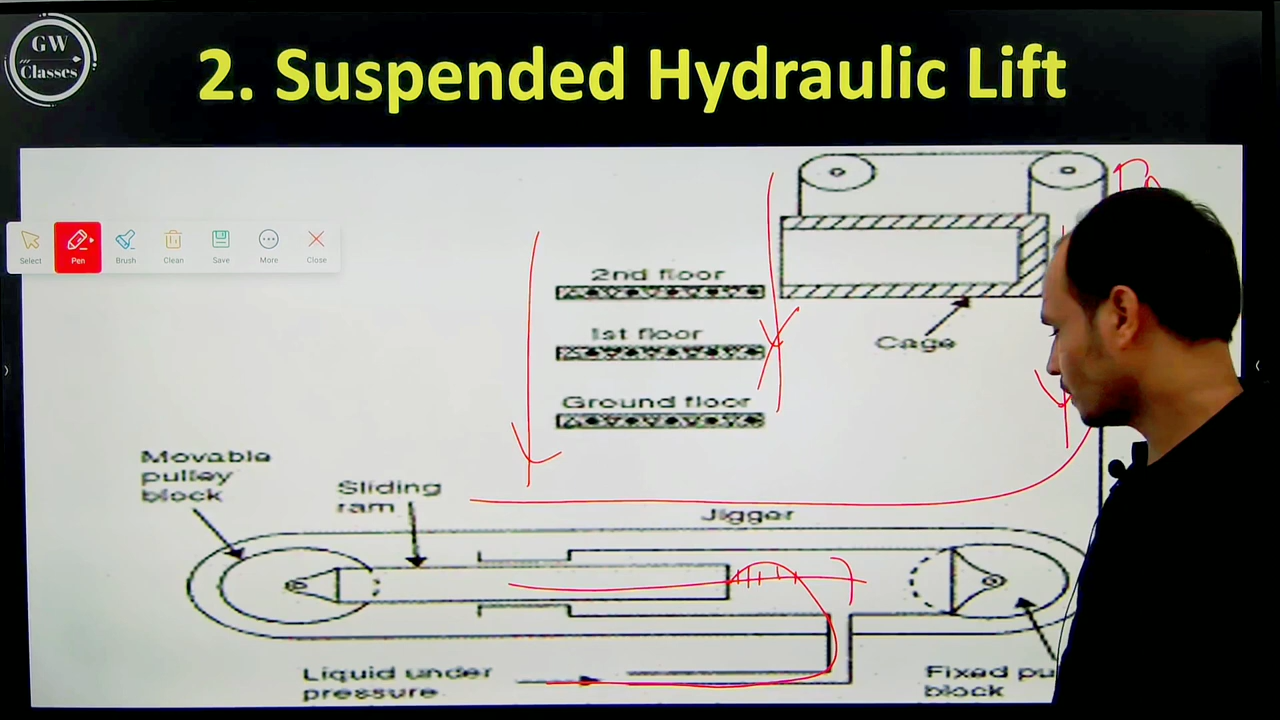 GW
Classes
2. Suspended Hydraulic Lift
Select
Pen
Brush
Clean
Save
More
Close
2nd floor
1st floor
Ground floor
Cage
Movable
pulley
block
Sliding
ram
Jigger
Liquid under
pressure
Fixed
block